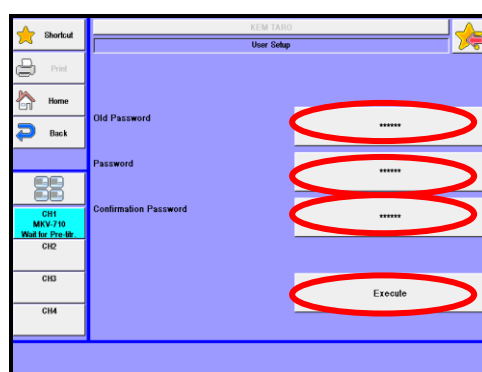 Shortcut
KEM TARO
User Setup
Print
Home
Back
Old Password
******
Password
******
Confirmation Password
******
CH1
MKV-710
Wait for Pre-titr.
CH2
CH3
CH4
Execute